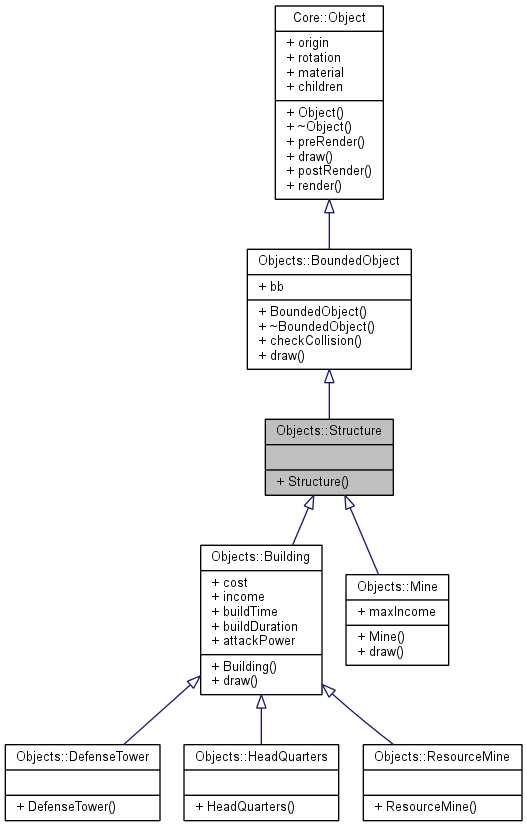 Core::Object
+ origin
+ rotation
+ material
+ children
+ Object()
+ ~Object()
+ preRender()
+ draw()
+ postRender()
+ render()
Objects::BoundedObject
+ bb
+ BoundedObject()
+ ~BoundedObject()
+ checkCollision()
+ draw()
Objects::Structure
+ Structure()
Objects::Building
+ cost
+ income
+ buildTime
+ buildDuration
+ attackPower
+ Building()
+ draw()
Objects::Mine
+ maxIncome
+ Mine()
+ draw()
Objects::DefenseTower
+ DefenseTower()
Objects::HeadQuarters
+ HeadQuarters()
Objects::ResourceMine
+ ResourceMine()